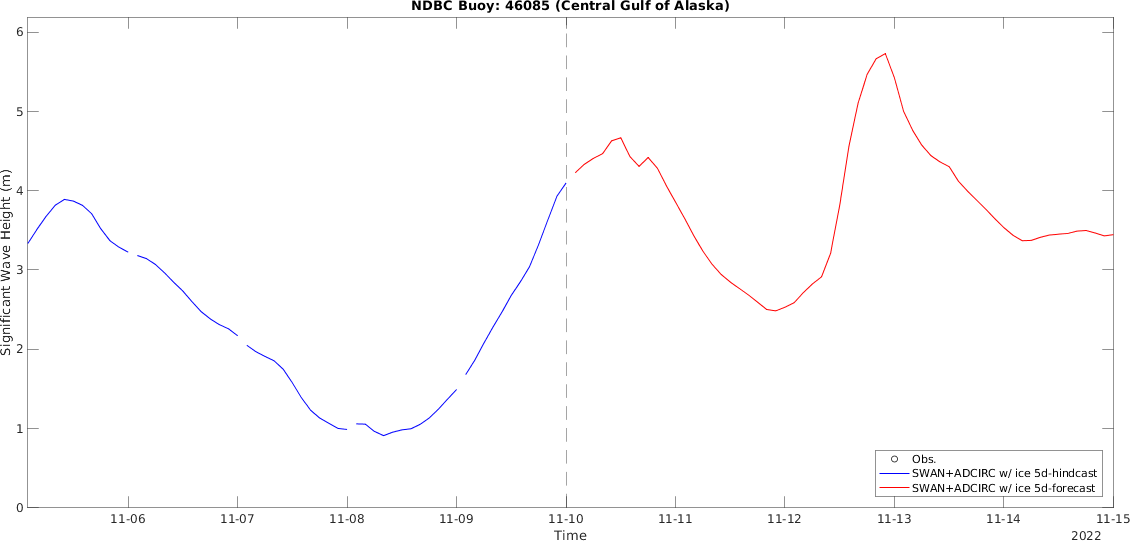 NDBC Buoy: 46085 (Central Gulf of Alaska)
Significant Wave Height (m)
6
5
4
3
2
1
0
Obs.
SWAN+ADCIRC w/ ice 5d-hindcast
SWAN+ADCIRC w/ ice 5d-forecast
11-06 11-07 11-08 11-09 11-10 11-11 11-12 11-13 11-14 11-15
Time
2022